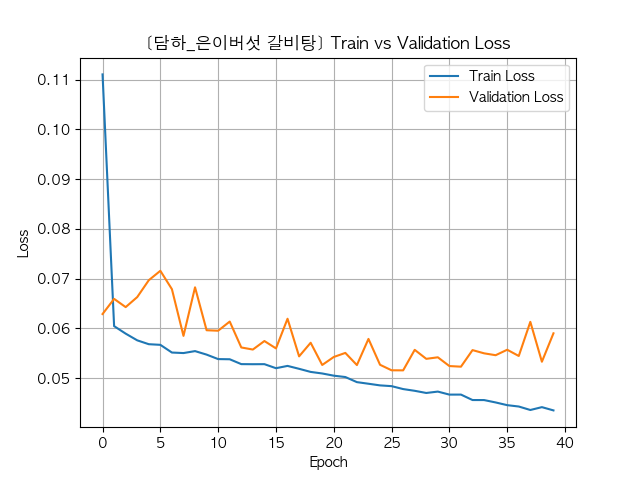 [담하_은이버섯 갈비탕] Train vs Validation Loss
Train Loss
Validation Loss
0.11
0.10
0.09
0.08
0.07
0.06
0.05
Loss
0 5 10 15 20 25 30 35 40
Epoch